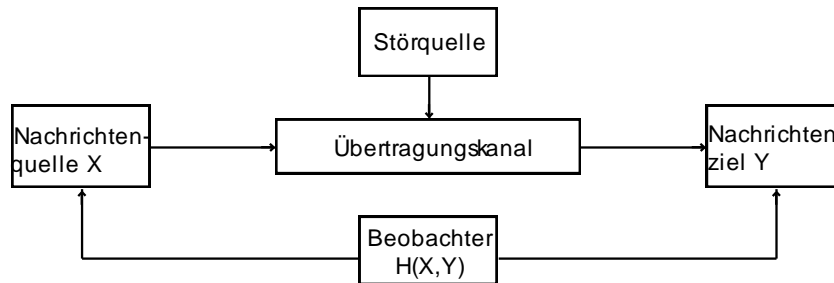 Störquelle
Nachrichten-
quelle X
Übertragungskanal
Nachrichten
ziel Y
Beobachter
H(X,Y)